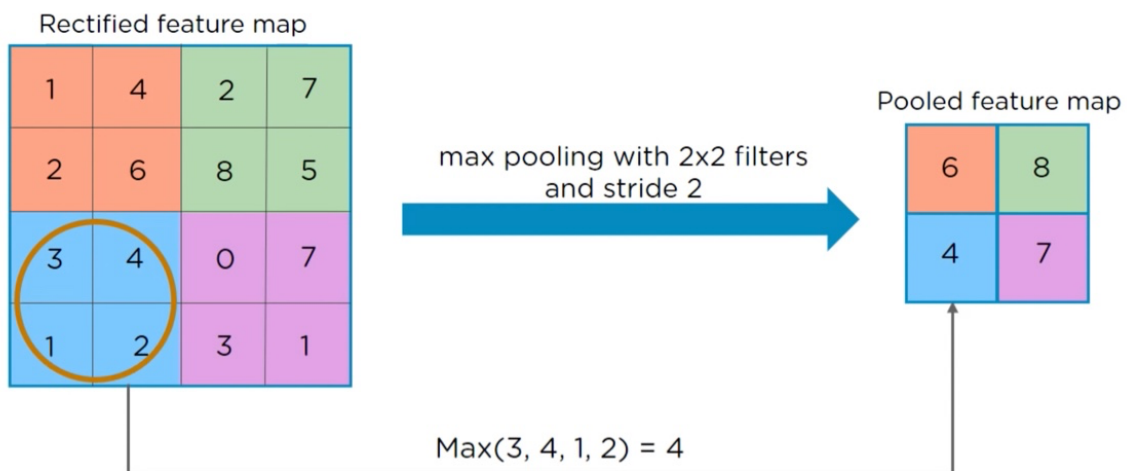 Rectified feature map
1 4 2 7
2 6 8 5
3 4 0 7
1 2 3 1
max pooling with 2x2 filters
and stride 2
Pooled feature map
6 8
4 7
Max(3, 4, 1, 2) = 4